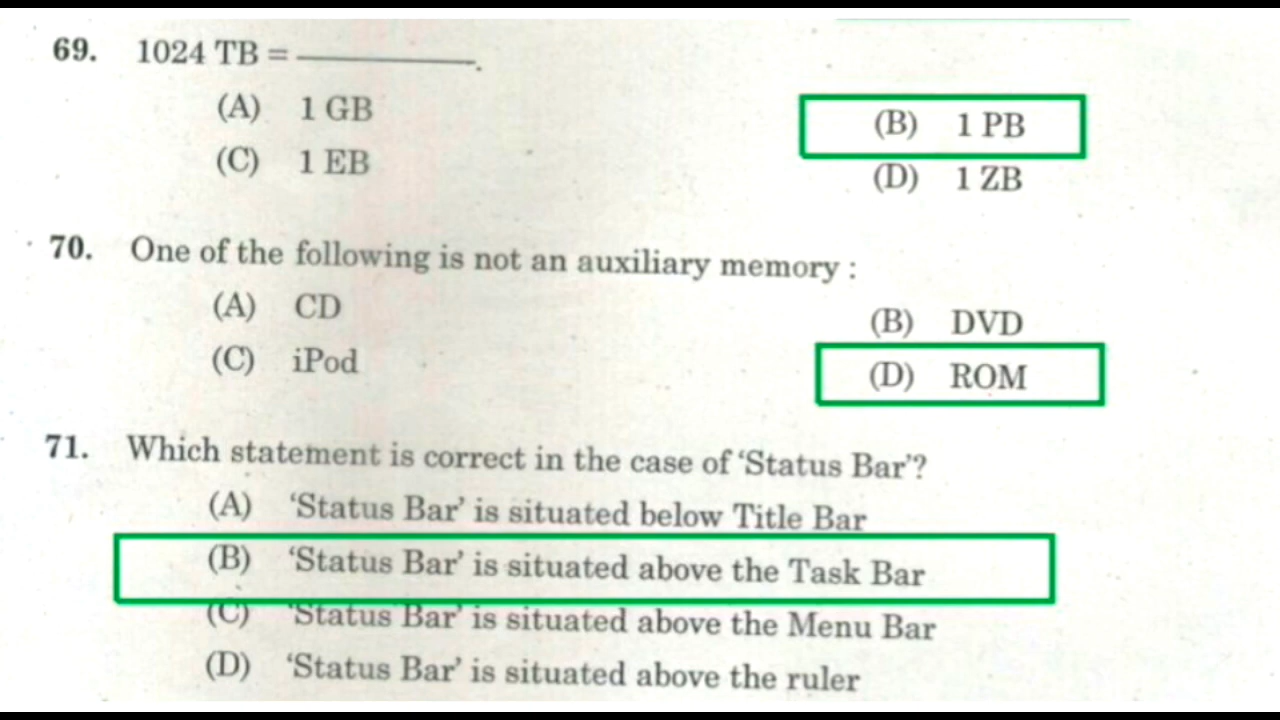 69. 1024 TB = ___________.
(A) 1 GB
(B) 1 PB
(C) 1 EB
(D) 1 ZB
70. One of the following is not an auxiliary memory :
(A) CD
(B) DVD
(C) iPod
(D) ROM
71. Which statement is correct in the case of ‘Status Bar’?
(A) ‘Status Bar’ is situated below Title Bar
(B) ‘Status Bar’ is situated above the Task Bar
(C) ‘Status Bar’ is situated above the Menu Bar
(D) ‘Status Bar’ is situated above the ruler